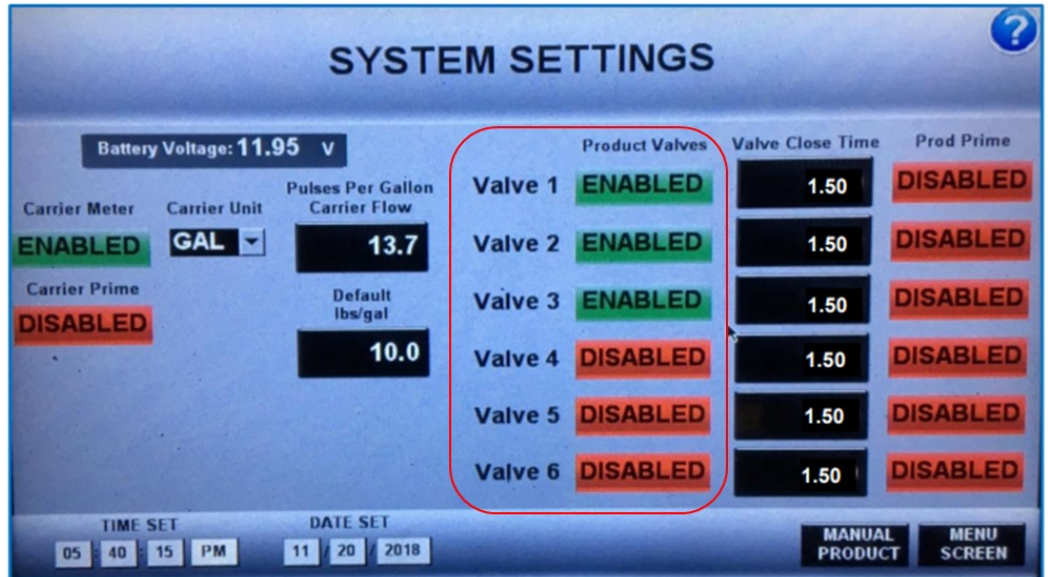 ?
SYSTEM SETTINGS
Battery Voltage: 11.95 V
Carrier Meter
ENABLED
Carrier Unit
GAL
Pulses Per Gallon
Carrier Flow
13.7
Carrier Prime
DISABLED
Default
lbs/gal
10.0
Product Valves Valve Close Time Prod Prime
Valve 1 ENABLED 1.50 DISABLED
Valve 2 ENABLED 1.50 DISABLED
Valve 3 ENABLED 1.50 DISABLED
Valve 4 DISABLED 1.50 DISABLED
Valve 5 DISABLED 1.50 DISABLED
Valve 6 DISABLED 1.50 DISABLED
TIME SET
05 : 40 : 15 PM
DATE SET
11 / 20 / 2018
MANUAL
PRODUCT
MENU
SCREEN